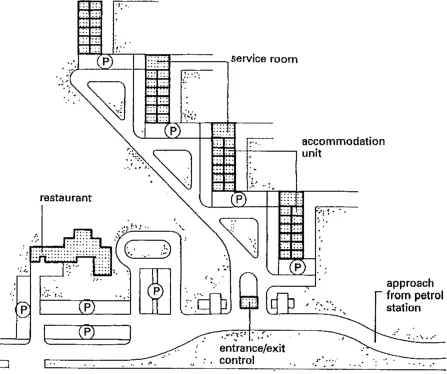 P
service room
P
P
accommodation
unit
P
restaurant
P
approach
from petrol
station
P
P
P
P
entrance/exit
control